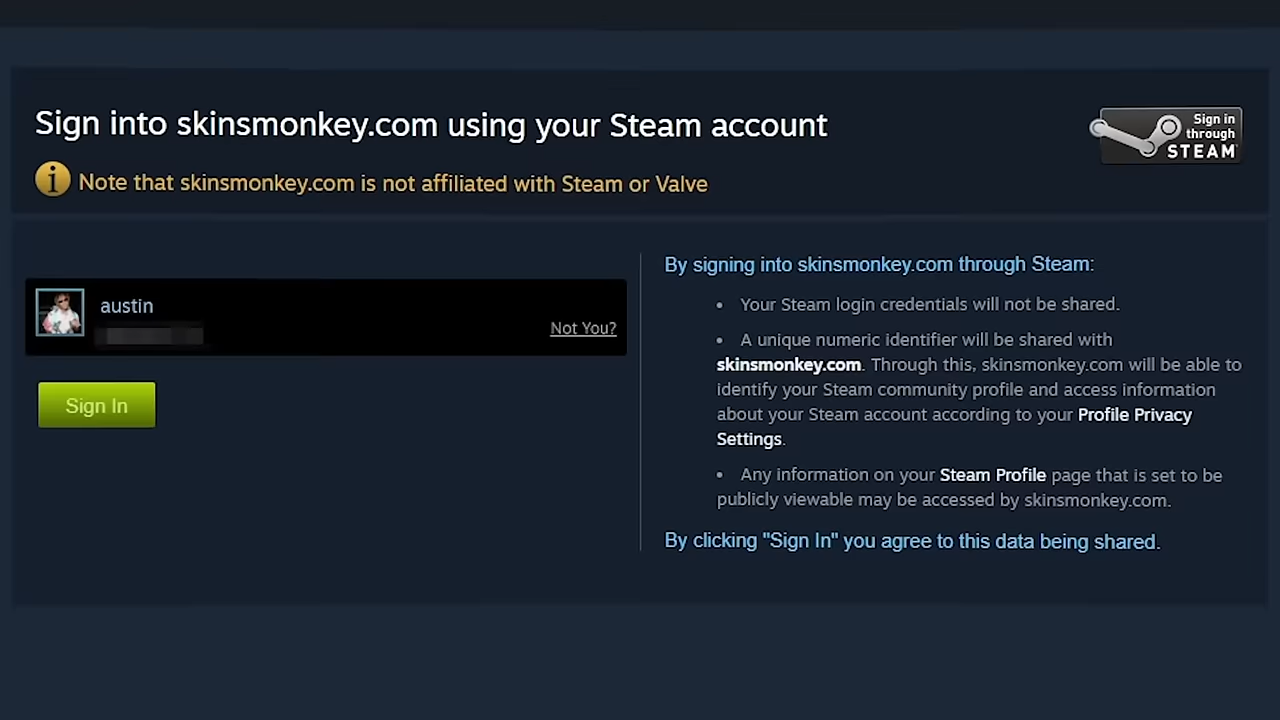 Sign into skinsmonkey.com using your Steam account
Sign in
through
STEAM
Note that skinsmonkey.com is not affiliated with Steam or Valve
austin
Not You?
Sign In
By signing into skinsmonkey.com through Steam:
• Your Steam login credentials will not be shared.
• A unique numeric identifier will be shared with
skinsmonkey.com. Through this, skinsmonkey.com will be able to
identify your Steam community profile and access information
about your Steam account according to your Profile Privacy
Settings.
• Any information on your Steam Profile page that is set to be
publicly viewable may be accessed by skinsmonkey.com.
By clicking "Sign In" you agree to this data being shared.